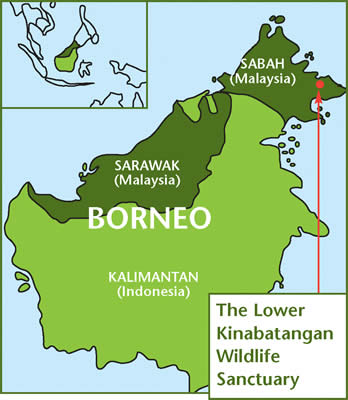 SABAH
(Malaysia)
SARAWAK
(Malaysia)
BORNEO
KALIMANTAN
(Indonesia)
The Lower
Kinabatangan
Wildlife
Sanctuary